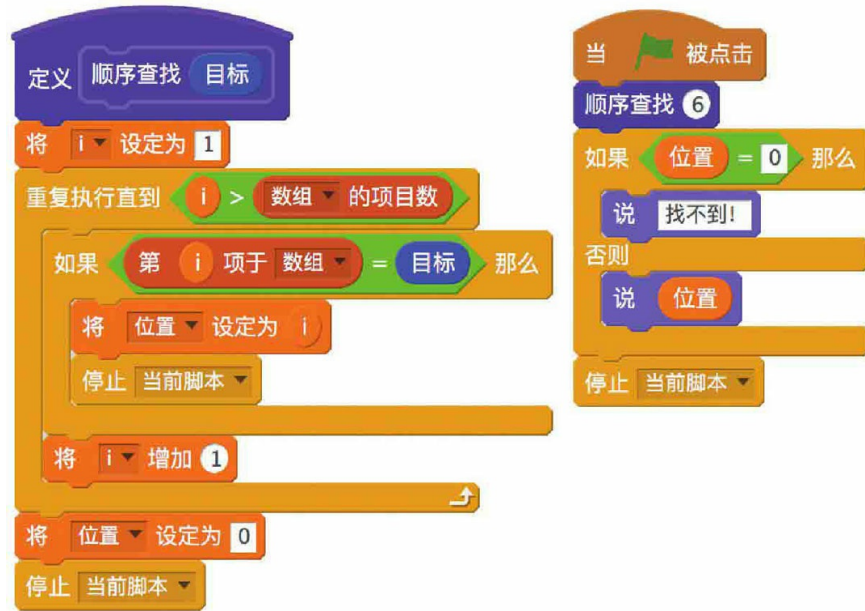 定义 顺序查找 目标
将 i 设定为 1
重复执行直到 i > 数组 的项目数
如果 第 i 项于 数组 = 目标 那么
将 位置 设定为 i
停止 当前脚本
将 i 增加 1
将 位置 设定为 0
停止 当前脚本
当 被点击
顺序查找 6
如果 位置 = 0 那么
说 找不到!
否则
说 位置
停止 当前脚本